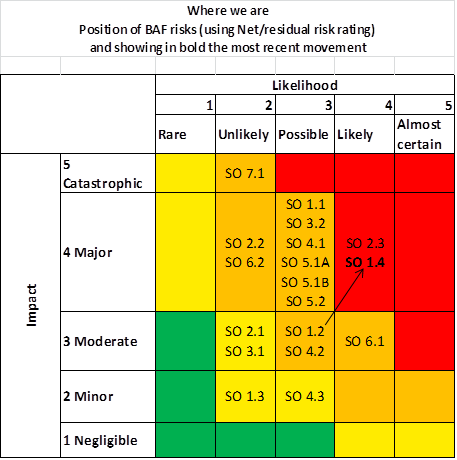 Where we are
Position of BAF risks (using Net/residual risk rating)
and showing in bold the most recent movement
Likelihood
1 2 3 4 5
Rare Unlikely Possible Likely Almost certain
Impact
5 Catastrophic
SO 7.1
4 Major
SO 2.2
SO 6.2
SO 1.1
SO 3.2
SO 4.1
SO 5.1A
SO 5.1B
SO 5.2
SO 2.3
SO 1.4
3 Moderate
SO 2.1
SO 3.1
SO 1.2
SO 4.2
SO 6.1
2 Minor
SO 1.3
SO 4.3
1 Negligible